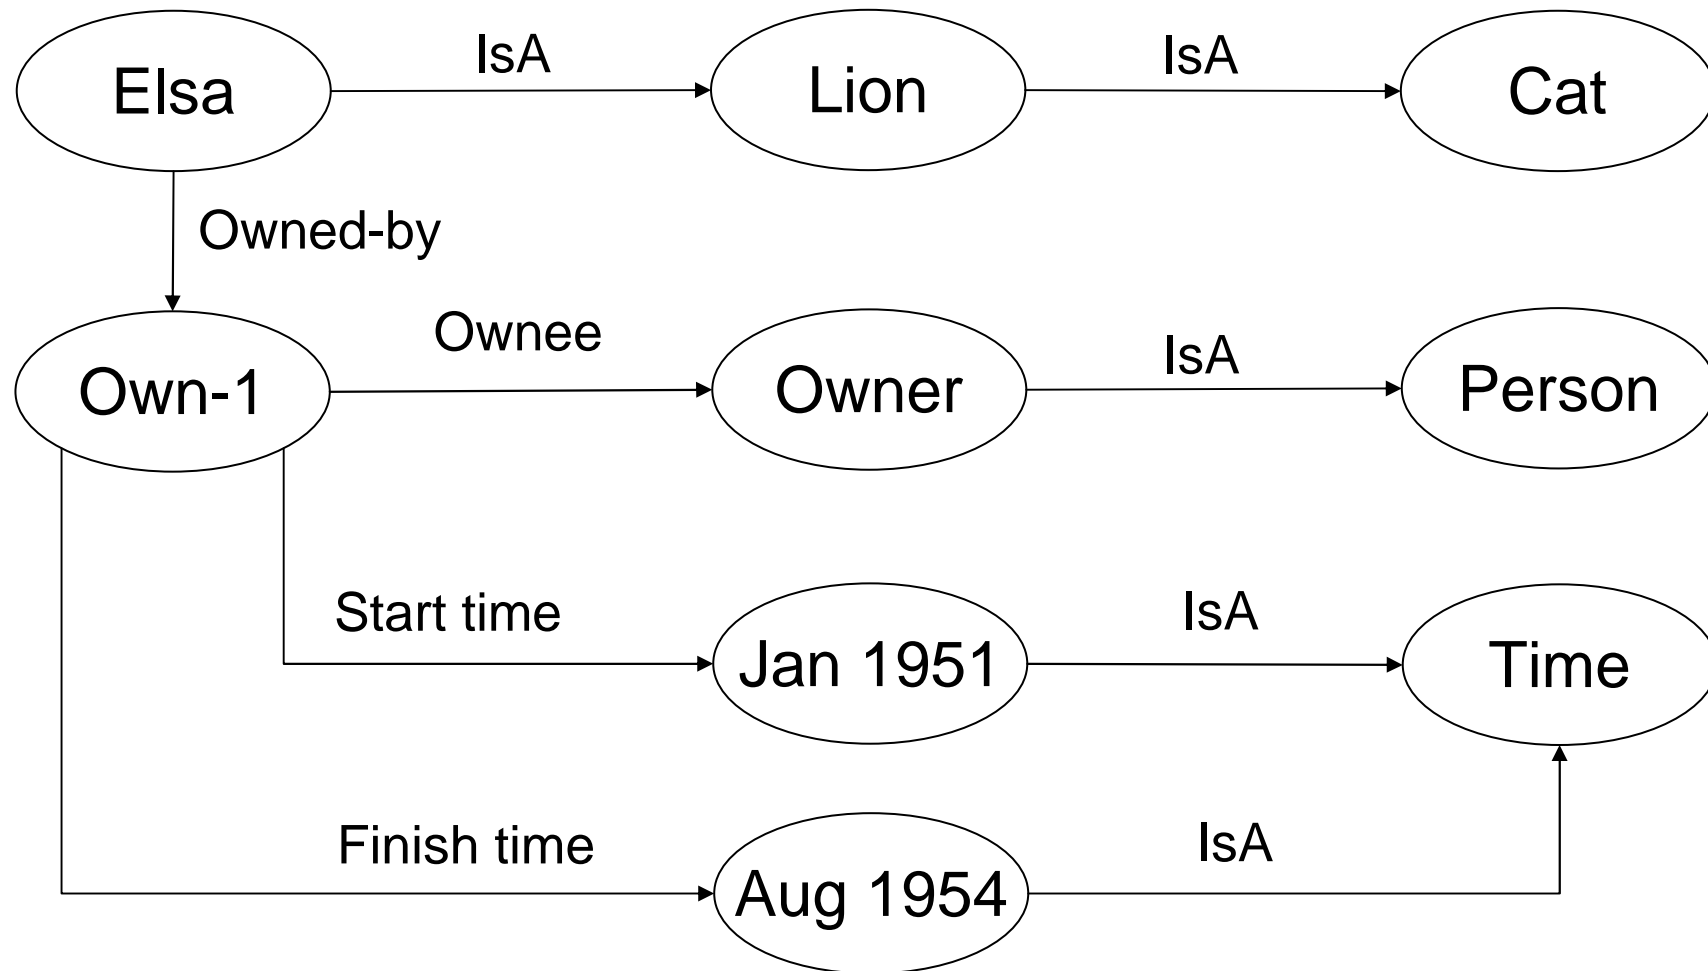 IsA
IsA
Elsa
Lion
Cat
Owned-by
Ownee
IsA
Own-1
Owner
Person
Start time
IsA
Jan 1951
Time
Finish time
IsA
Aug 1954